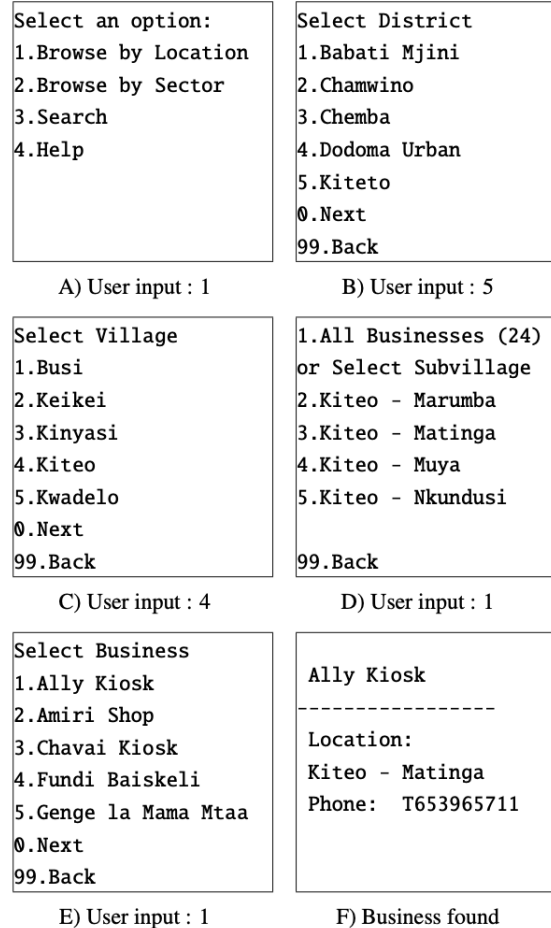 Select an option:
1.Browse by Location
2.Browse by Sector
3.Search
4.Help
A) User input : 1
Select District
1.Babati Mjini
2.Chamwino
3.Chemba
4.Dodoma Urban
5.Kiteto
0.Next
99.Back
B) User input : 5
Select Village
1.Busi
2.Keikei
3.Kinyasi
4.Kiteo
5.Kwadelo
0.Next
99.Back
C) User input : 4
1.All Businesses (24)
or Select Subvillage
2.Kiteo - Marumba
3.Kiteo - Matinga
4.Kiteo - Muya
5.Kiteo - Nkundusi
99.Back
D) User input : 1
Select Business
1.Ally Kiosk
2.Amiri Shop
3.Chavai Kiosk
4.Fundi Baiskeli
5.Genge la Mama Mtaa
0.Next
99.Back
E) User input : 1
Ally Kiosk
-----------------
Location:
Kiteo - Matinga
Phone: T653965711
F) Business found